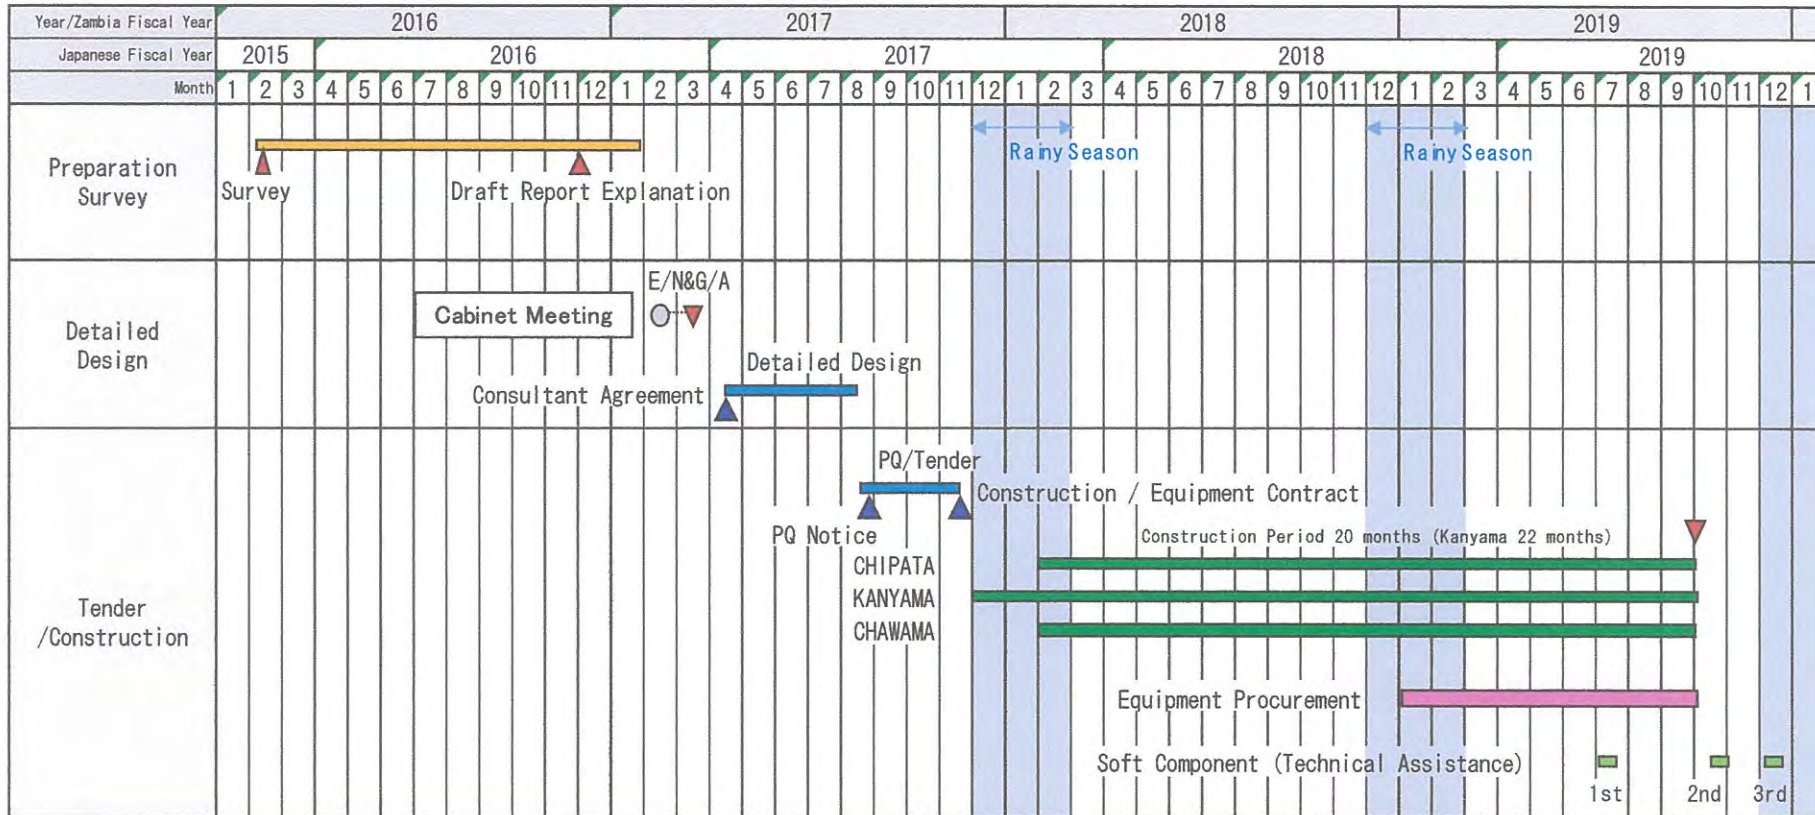 Year/Zambia Fiscal Year 2016 2017 2018 2019
Japanese Fiscal Year 2015 2016 2017 2018 2019
Month 1 2 3 4 5 6 7 8 9 10 11 12 1 2 3 4 5 6 7 8 9 10 11 12 1 2 3 4 5 6 7 8 9 10 11 12 1 2 3 4 5 6 7 8 9 10 11 12 1
Preparation
Survey
Survey
Draft Report Explanation
Rainy Season
Rainy Season
Detailed
Design
E/N&G/A
Cabinet Meeting
Detailed Design
Consultant Agreement
Tender
/Construction
PQ/Tender
Construction / Equipment Contract
PQ Notice
Construction Period 20 months (Kanyama 22 months)
CHIPATA
KANYAMA
CHAWAMA
Equipment Procurement
Soft Component (Technical Assistance)
1st 2nd 3rd